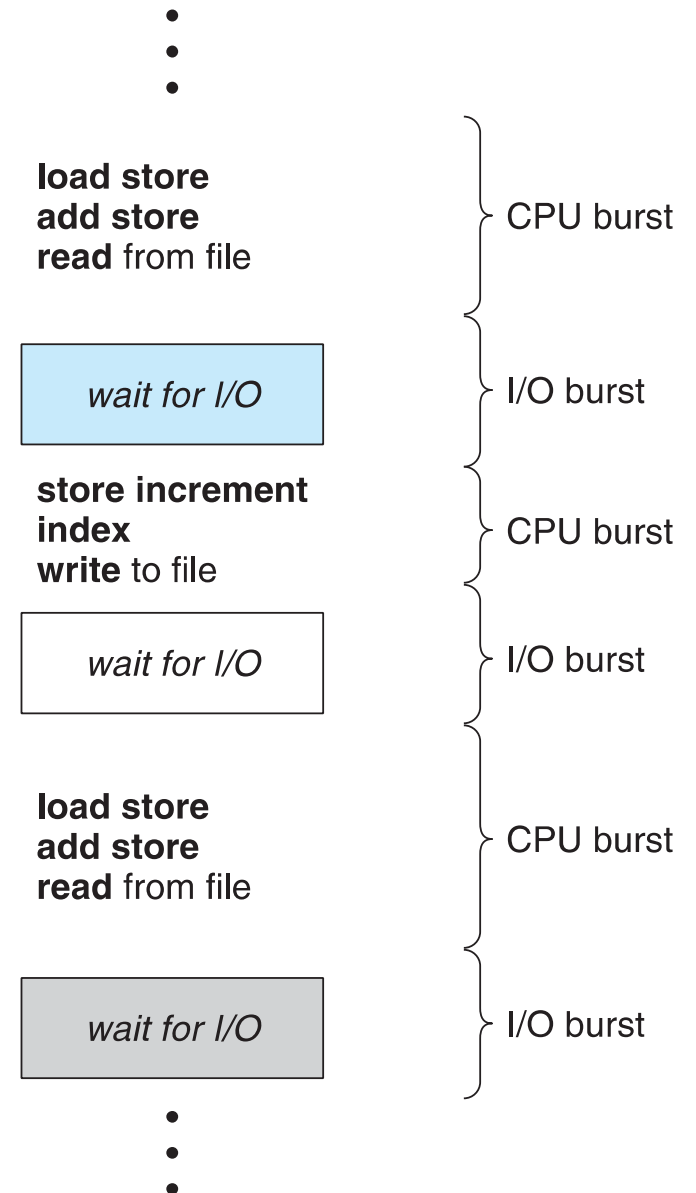 load store
add store
read from file
CPU burst
wait for I/O
I/O burst
store increment
index
write to file
CPU burst
wait for I/O
I/O burst
load store
add store
read from file
CPU burst
wait for I/O
I/O burst